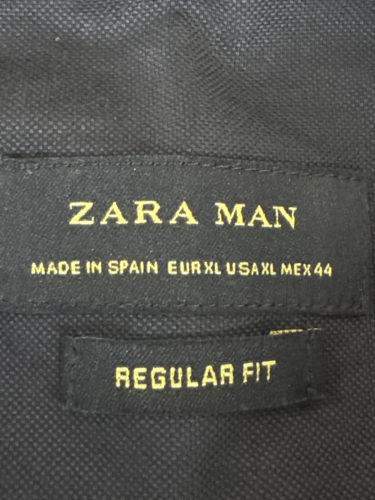 ZARA MAN
MADE IN SPAIN EUR XL USA XL MEX 44
REGULAR FIT